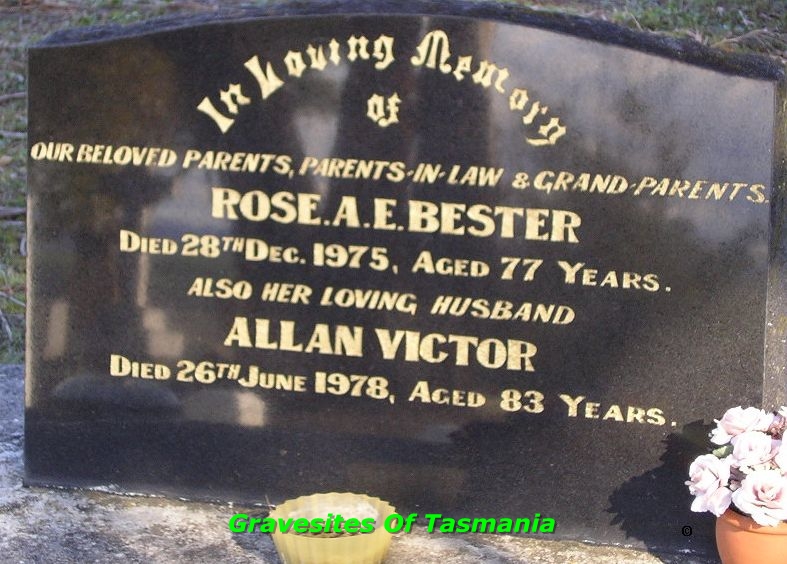 In Loving Memory
of
OUR BELOVED PARENTS, PARENTS-IN-LAW & GRAND-PARENTS.
ROSE. A. E. BESTER
DIED 28TH DEC. 1975, AGED 77 YEARS.
ALSO HER LOVING HUSBAND
ALLAN VICTOR
DIED 26TH JUNE 1978, AGED 83 YEARS.
Gravesites Of Tasmania
©